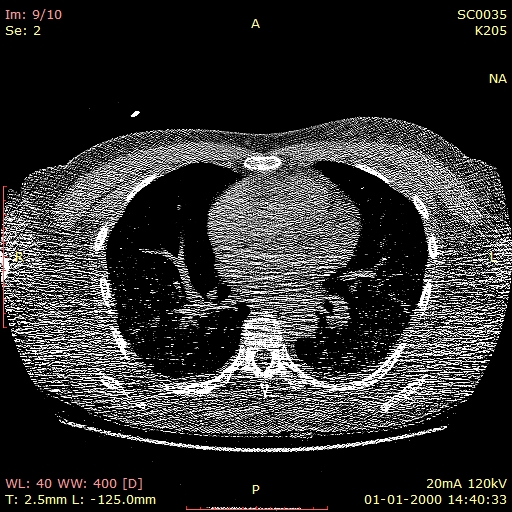 Im: 9/10
Se: 2
A
SC0035
K205
NA
R
L
WL: 40 WW: 400 [D]
T: 2.5mm L: -125.0mm
P
20mA 120kV
01-01-2000 14:40:33